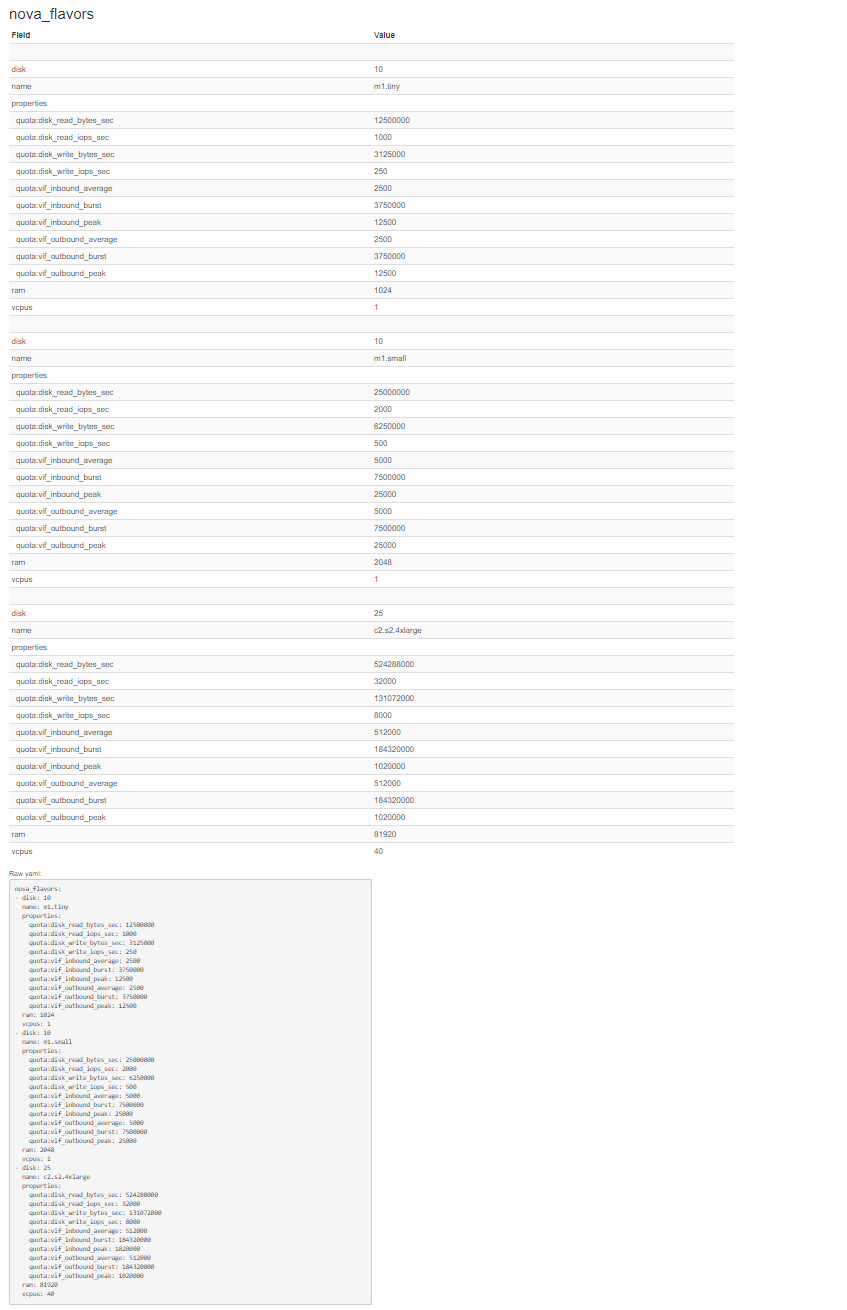 nova_flavors
Field Value
disk 10
name m1.tiny
properties
quota:disk_read_bytes_sec 12500000
quota:disk_read_iops_sec 1000
quota:disk_write_bytes_sec 3125000
quota:disk_write_iops_sec 250
quota:vif_inbound_average 2500
quota:vif_inbound_burst 3750000
quota:vif_inbound_peak 12500
quota:vif_outbound_average 2500
quota:vif_outbound_burst 3750000
quota:vif_outbound_peak 12500
ram 1024
vcpus 1
disk 10
name m1.small
properties
quota:disk_read_bytes_sec 25000000
quota:disk_read_iops_sec 2000
quota:disk_write_bytes_sec 6250000
quota:disk_write_iops_sec 500
quota:vif_inbound_average 5000
quota:vif_inbound_burst 7500000
quota:vif_inbound_peak 25000
quota:vif_outbound_average 5000
quota:vif_outbound_burst 7500000
quota:vif_outbound_peak 25000
ram 2048
vcpus 1
disk 25
name c2.s2.4xlarge
properties
quota:disk_read_bytes_sec 524288000
quota:disk_read_iops_sec 32000
quota:disk_write_bytes_sec 131072000
quota:disk_write_iops_sec 8000
quota:vif_inbound_average 512000
quota:vif_inbound_burst 184320000
quota:vif_inbound_peak 1020000
quota:vif_outbound_average 512000
quota:vif_outbound_burst 184320000
quota:vif_outbound_peak 1020000
ram 81920
vcpus 40
Raw yaml:
nova_flavors:
- disk: 10
name: m1.tiny
properties:
quota:disk_read_bytes_sec: 12500000
quota:disk_read_iops_sec: 1000
quota:disk_write_bytes_sec: 3125000
quota:disk_write_iops_sec: 250
quota:vif_inbound_average: 2500
quota:vif_inbound_burst: 3750000
quota:vif_inbound_peak: 12500
quota:vif_outbound_average: 2500
quota:vif_outbound_burst: 3750000
quota:vif_outbound_peak: 12500
ram: 1024
vcpus: 1
- disk: 10
name: m1.small
properties:
quota:disk_read_bytes_sec: 25000000
quota:disk_read_iops_sec: 2000
quota:disk_write_bytes_sec: 6250000
quota:disk_write_iops_sec: 500
quota:vif_inbound_average: 5000
quota:vif_inbound_burst: 7500000
quota:vif_inbound_peak: 25000
quota:vif_outbound_average: 5000
quota:vif_outbound_burst: 7500000
quota:vif_outbound_peak: 25000
ram: 2048
vcpus: 1
- disk: 25
name: c2.s2.4xlarge
properties:
quota:disk_read_bytes_sec: 524288000
quota:disk_read_iops_sec: 32000
quota:disk_write_bytes_sec: 131072000
quota:disk_write_iops_sec: 8000
quota:vif_inbound_average: 512000
quota:vif_inbound_burst: 184320000
quota:vif_inbound_peak: 1020000
quota:vif_outbound_average: 512000
quota:vif_outbound_burst: 184320000
quota:vif_outbound_peak: 1020000
ram: 81920
vcpus: 40